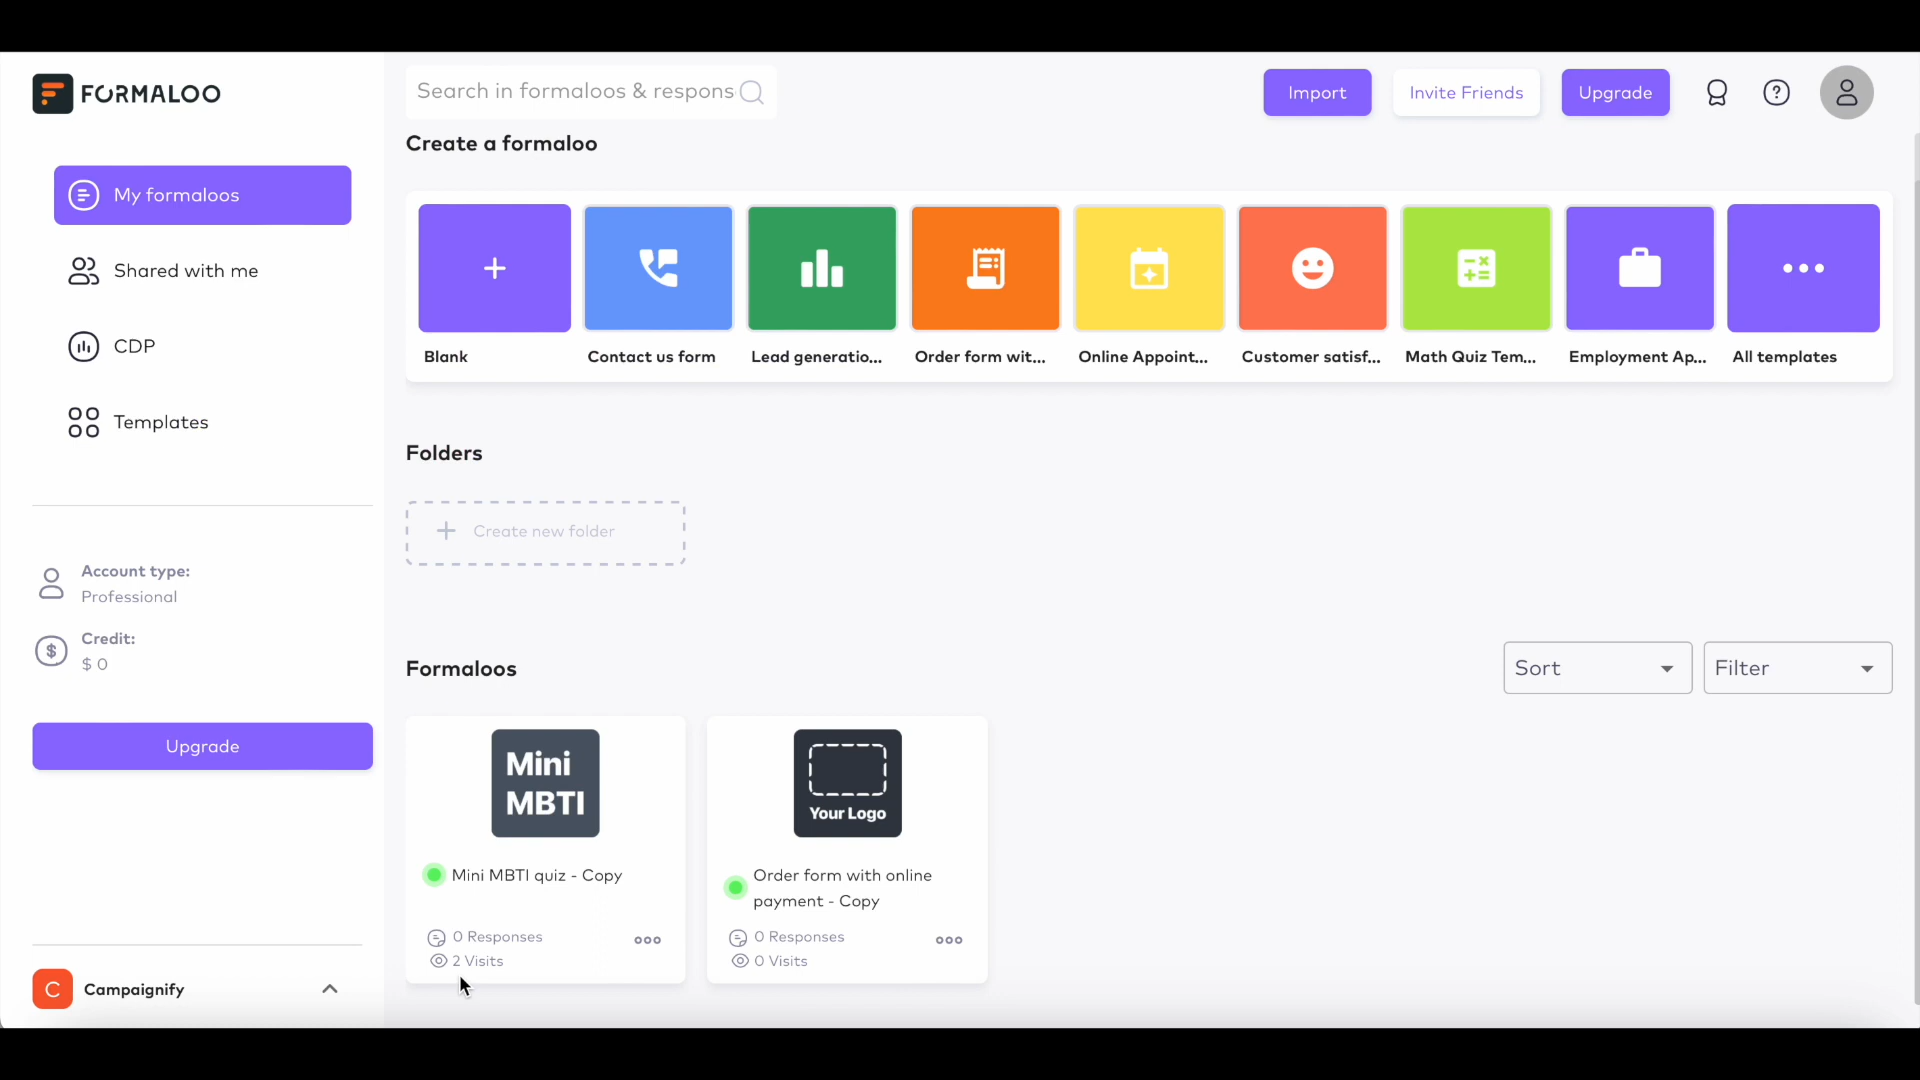 FORMALOO
Search in formaloos & respons
Import
Invite Friends
Upgrade
My formaloos
Shared with me
CDP
Templates
Account type:
Professional
Credit:
$ 0
Upgrade
C Campaignify
Create a formaloo
Blank
Contact us form
Lead generatio...
Order form wit...
Online Appoint...
Customer satisf...
Math Quiz Tem...
Employment Ap...
All templates
Folders
Create new folder
Formaloos
Sort
Filter
Mini
MBTI
Mini MBTI quiz - Copy
0 Responses
2 Visits
Your Logo
Order form with online
payment - Copy
0 Responses
0 Visits